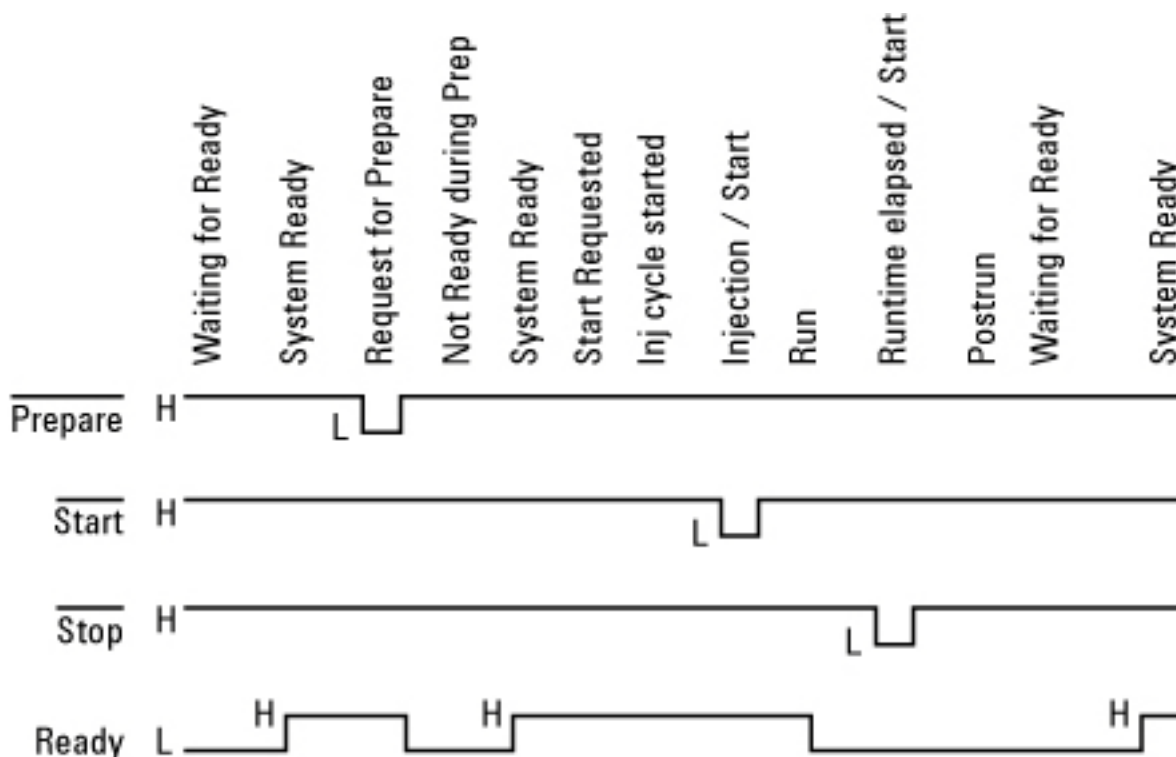 Waiting for Ready
System Ready
Request for Prepare
Not Ready during Prep
System Ready
Start Requested
Inj cycle started
Injection / Start
Run
Runtime elapsed / Start
Postrun
Waiting for Ready
System Ready
Prepare H
L
Start H
L
Stop H
L
Ready L H H H